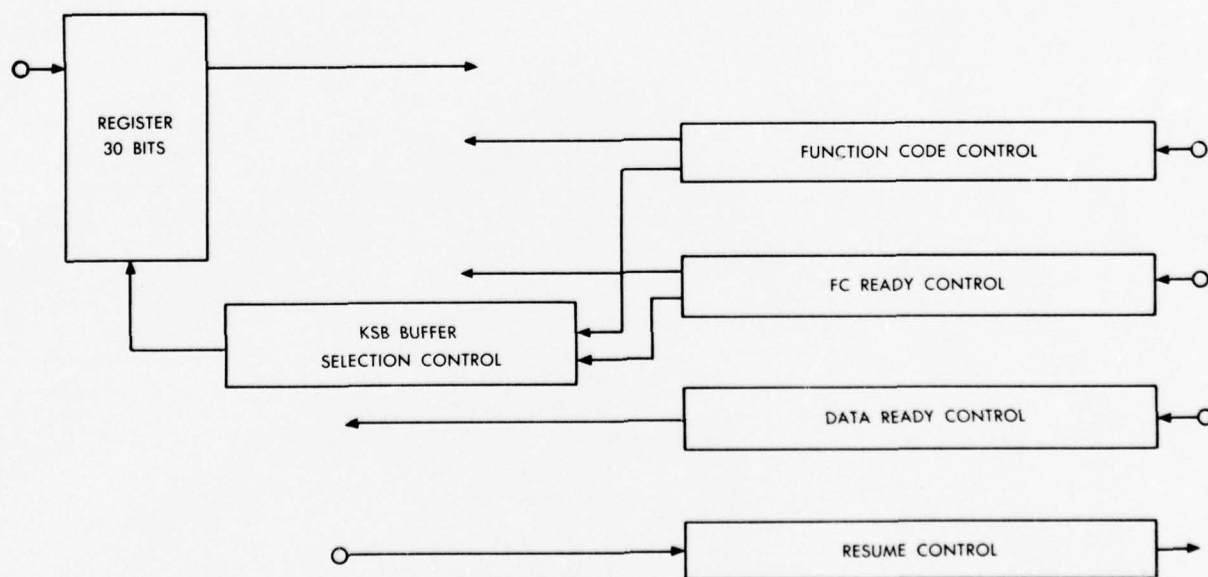 REGISTER
30 BITS
FUNCTION CODE CONTROL
FC READY CONTROL
KSB BUFFER
SELECTION CONTROL
DATA READY CONTROL
RESUME CONTROL